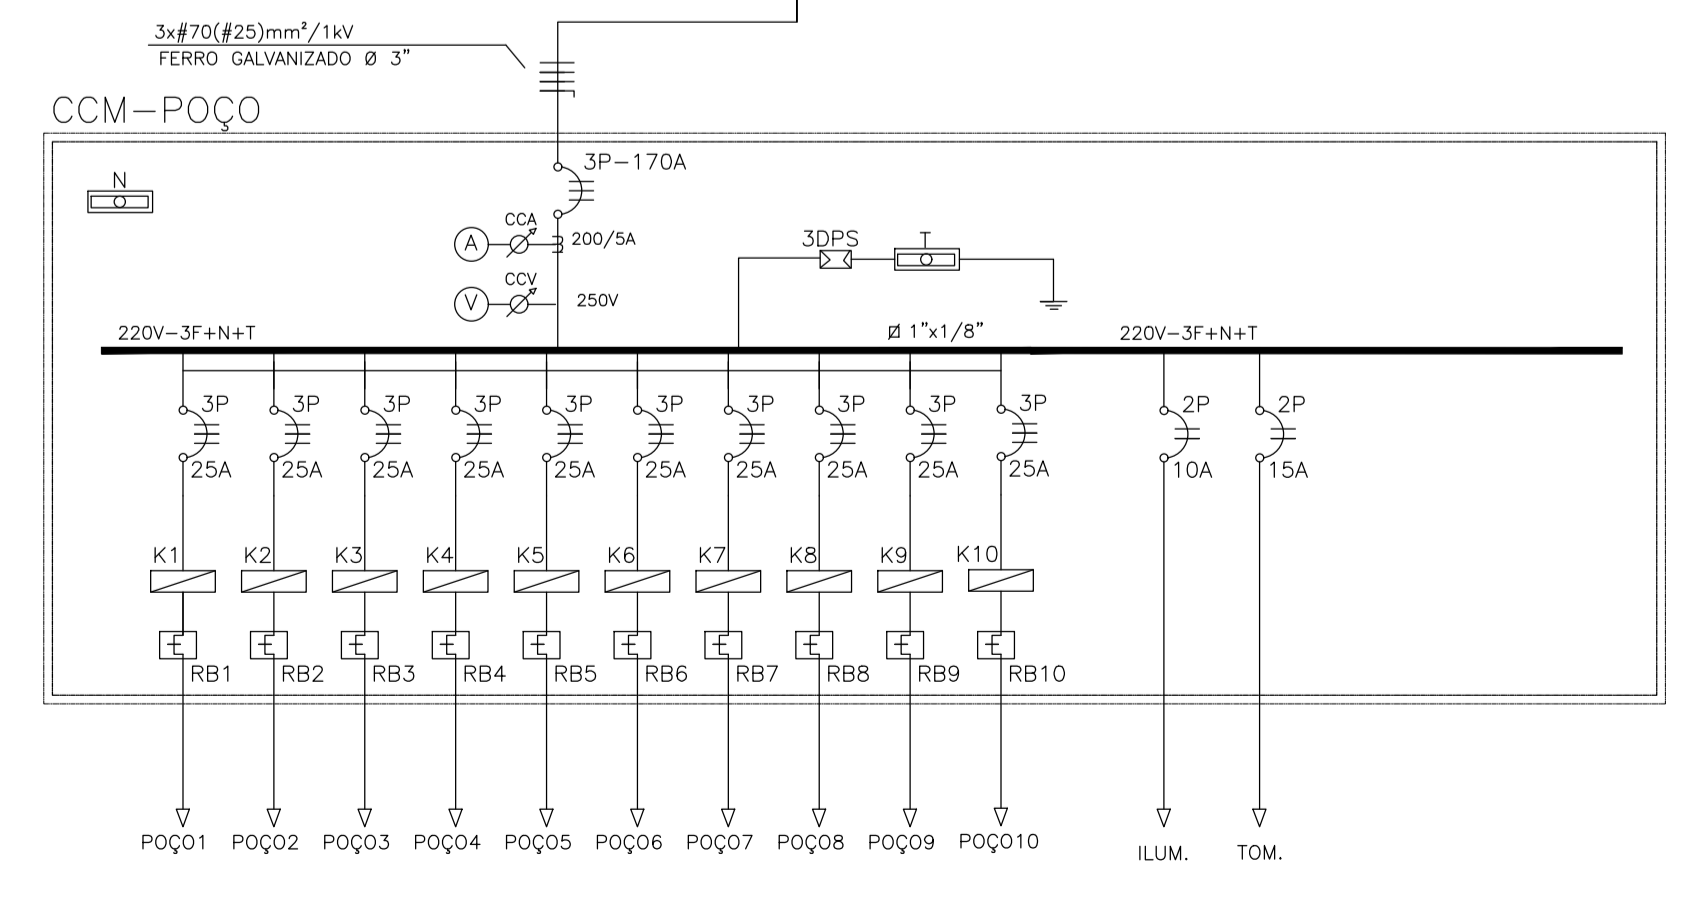 3x#70(#25)mm²/1kV
FERRO GALVANIZADO Ø 3"
CCM-POÇO
3P-170A
N
CCA
A
200/5A
3DPS
T
CCV
V
250V
220V-3F+N+T
1"x1/8"
220V-3F+N+T
3P 3P 3P 3P 3P 3P 3P 3P 3P 3P 2P 2P
25A 25A 25A 25A 25A 25A 25A 25A 25A 25A 10A 15A
K1 K2 K3 K4 K5 K6 K7 K8 K9 K10
RB1 RB2 RB3 RB4 RB5 RB6 RB7 RB8 RB9 RB10
POÇO1 POÇO2 POÇO3 POÇO4 POÇO5 POÇO6 POÇO7 POÇO8 POÇO9 POÇO10
ILUM. TOM.